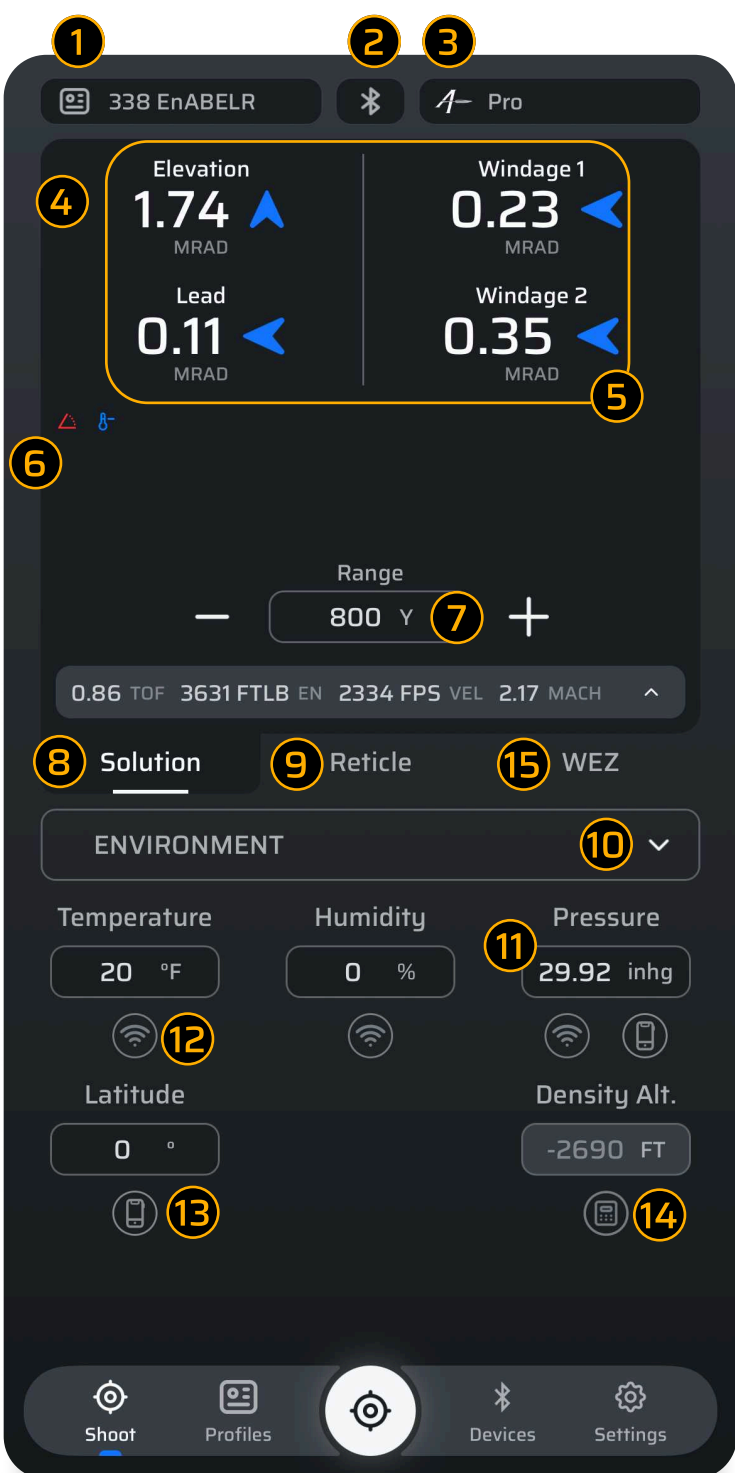 1 2 3
338 EnABELR A Pro
4
Elevation Windage 1
1.74 0.23
MRAD MRAD
Lead Windage 2
0.11 0.35
MRAD MRAD
5
6
Range
800 Y 7
0.86 TOF 3631 FTLB EN 2334 FPS VEL 2.17 MACH
8 Solution 9 Reticle 15 WEZ
ENVIRONMENT 10
Temperature Humidity Pressure
11
20 °F 0 % 29.92 inhg
12
Latitude Density Alt.
0 ° -2690 FT
13 14
Shoot Profiles Devices Settings